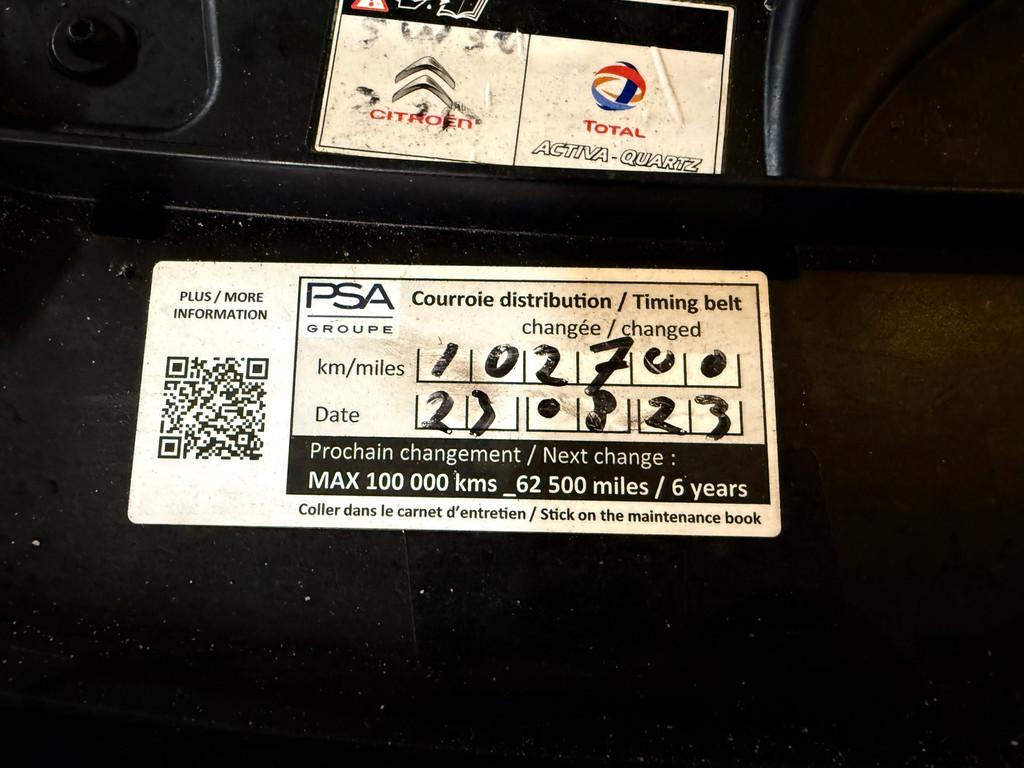 CITROËN
TOTAL
ACTIVA-QUARTZ
PLUS / MORE
INFORMATION
PSA
GROUPE
Courroie distribution / Timing belt
changée / changed
km/miles 102700
Date 23.823
Prochain changement / Next change :
MAX 100 000 kms _62 500 miles / 6 years
Coller dans le carnet d'entretien / Stick on the maintenance book